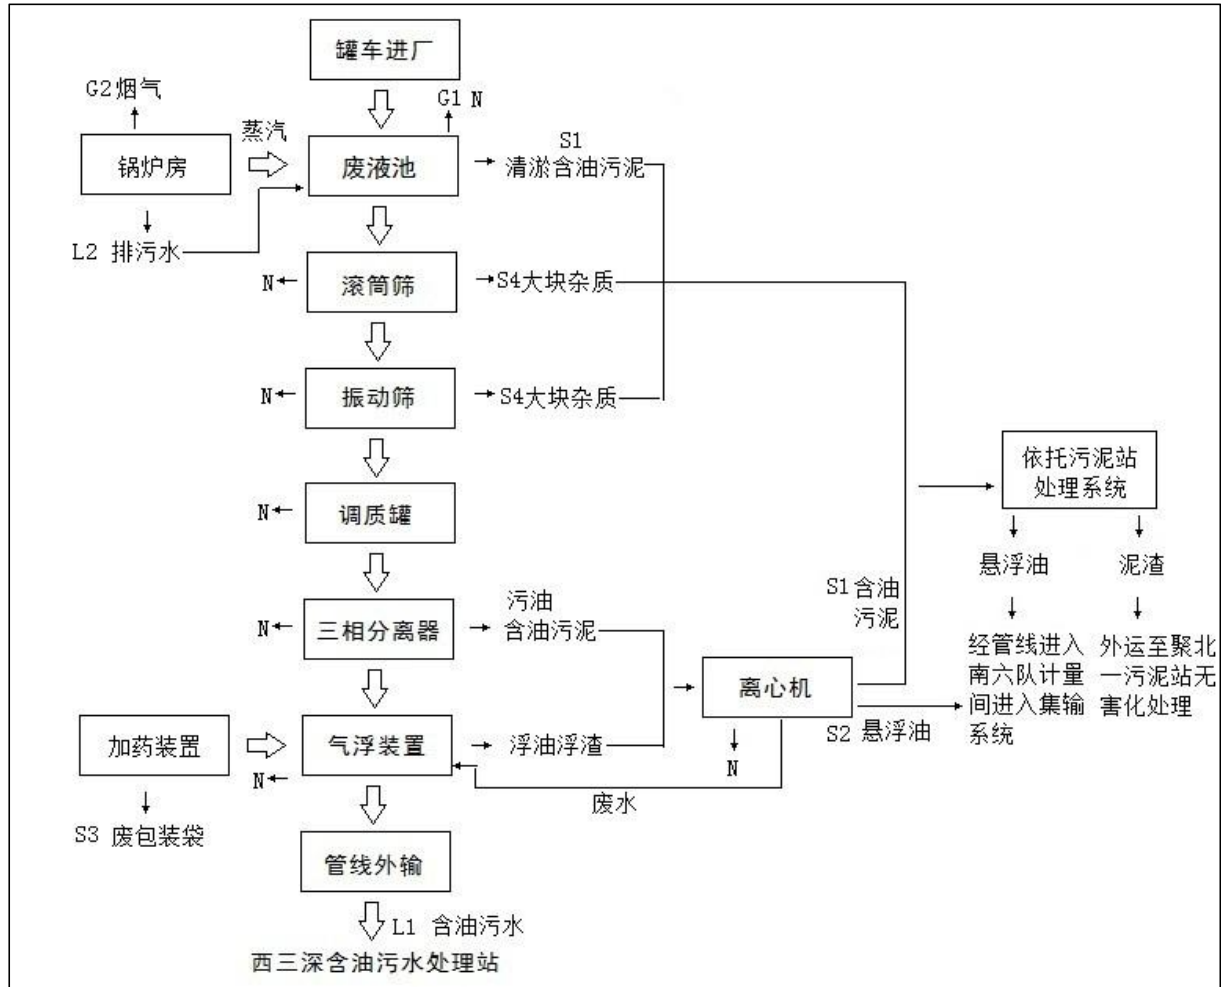 罐车进厂
G2烟气
G1 N
蒸汽
锅炉房
废液池
S1
清淤含油污泥
L2 排污水
N
滚筒筛
S4大块杂质
N
振动筛
S4大块杂质
依托污泥站
处理系统
N
调质罐
悬浮油
泥渣
S1含油
污泥
N
三相分离器
污油
含油污泥
经管线进入
南六队计量
间进入集输
系统
外运至聚北
一污泥站无
害化处理
离心机
S2 悬浮油
加药装置
气浮装置
浮油浮渣
N
N
废水
S3 废包装袋
管线外输
L1 含油污水
西三深含油污水处理站